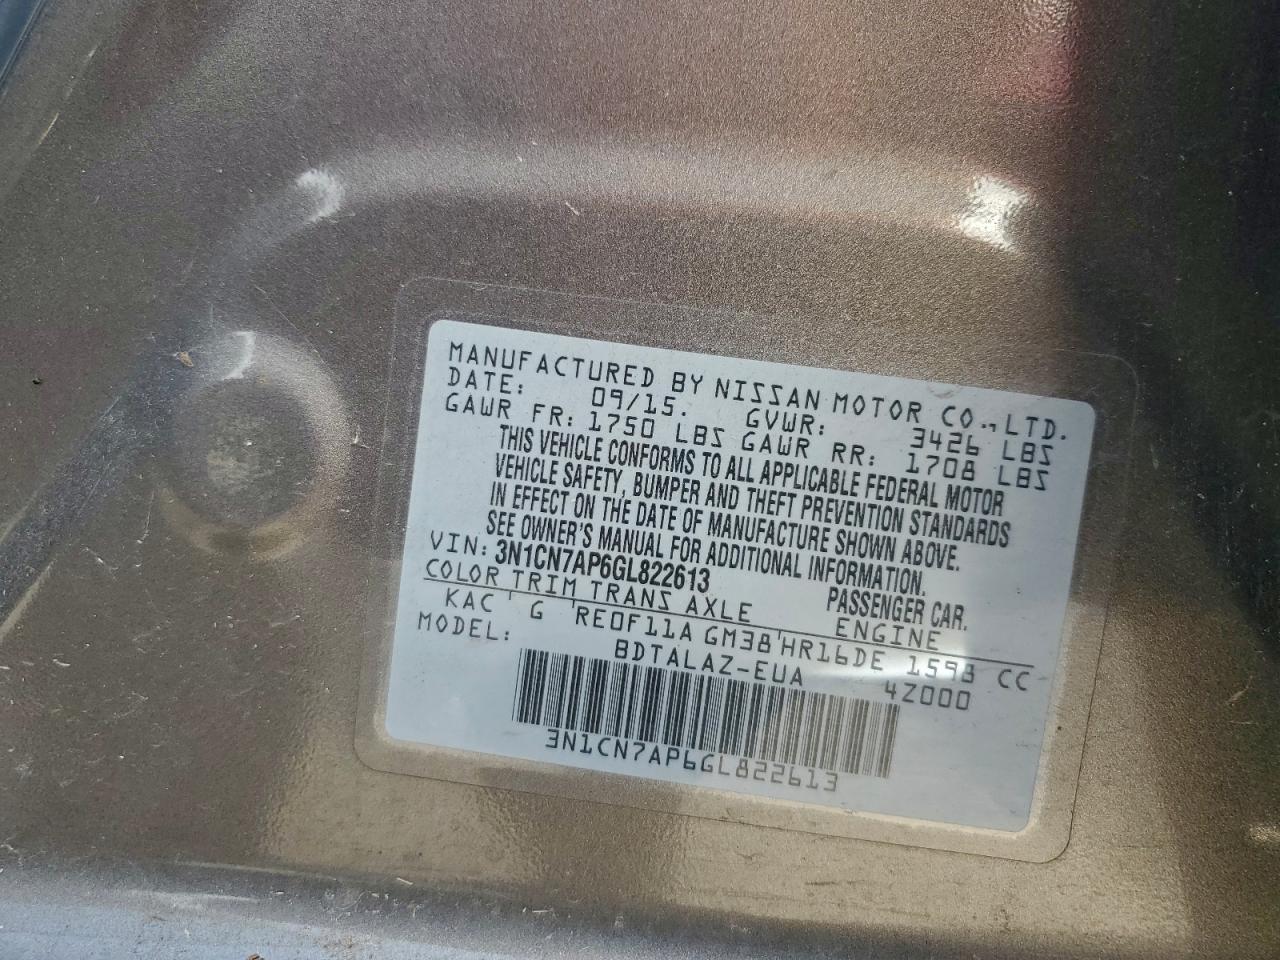 MANUFACTURED BY NISSAN MOTOR CO., LTD.
DATE: 09/15. GVWR: 3426 LBS
GAWR FR: 1750 LBS GAWR RR: 1708 LBS
THIS VEHICLE CONFORMS TO ALL APPLICABLE FEDERAL MOTOR
VEHICLE SAFETY, BUMPER AND THEFT PREVENTION STANDARDS
IN EFFECT ON THE DATE OF MANUFACTURE SHOWN ABOVE.
SEE OWNER'S MANUAL FOR ADDITIONAL INFORMATION.
VIN: 3N1CN7AP6GL822613 PASSENGER CAR.
COLOR TRIM TRANS AXLE ENGINE
KAC ' G 'RE0F11A GM38'HR16DE 1598 CC
MODEL: BDTALAZ-EUA 4Z000
3N1CN7AP6GL822613